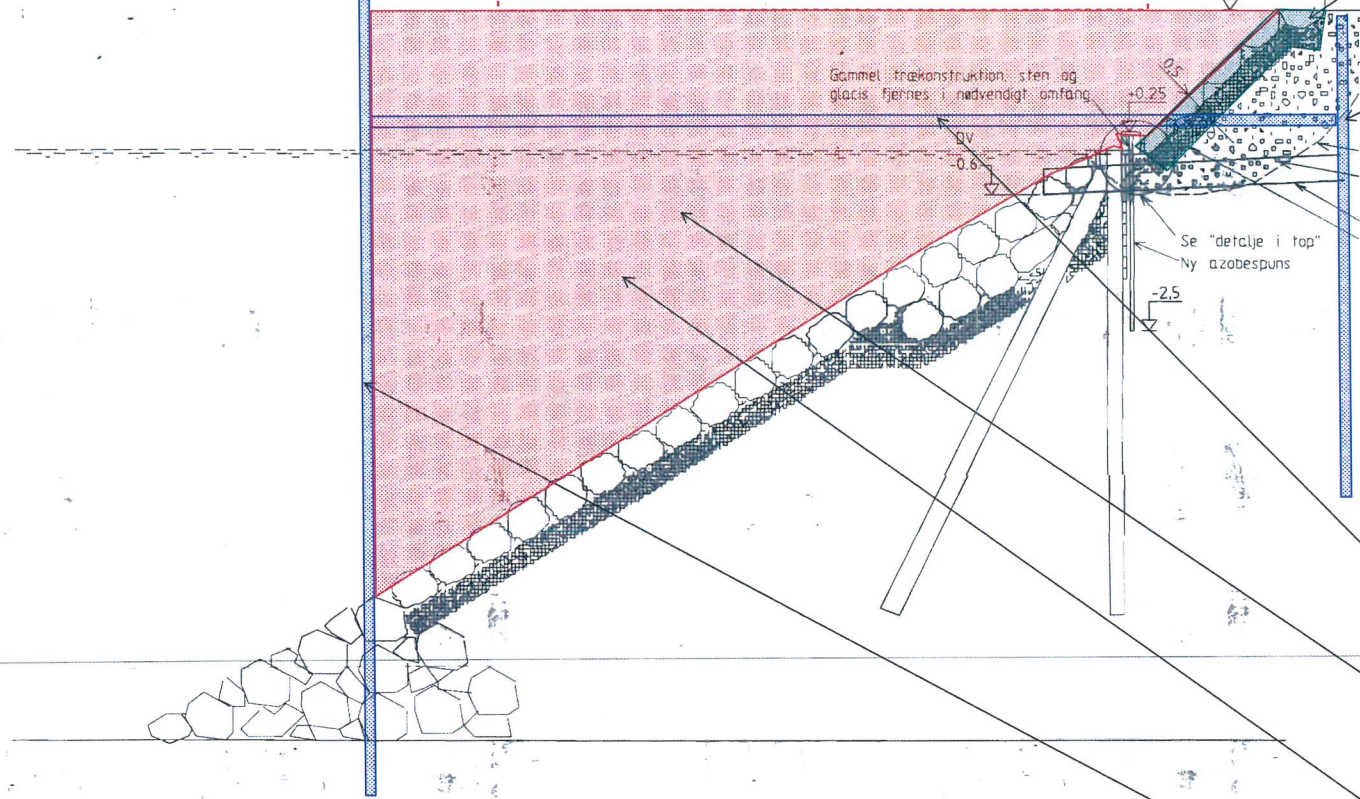 Gammel trækonstruktion, sten og
glacis fjernes i nødvendigt omfang
0,5
+0.25
DV
-0.6
Se "detalje i top"
Ny azobespuns
-2,5